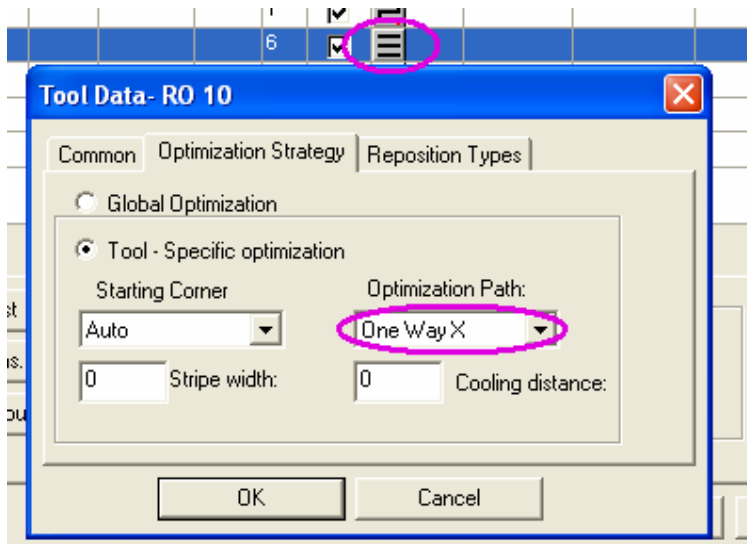 6
Tool Data- RO 10
Common Optimization Strategy Reposition Types
Global Optimization
Tool - Specific optimization
Starting Corner Optimization Path:
Auto One Way X
0 Stripe width: 0 Cooling distance:
OK Cancel